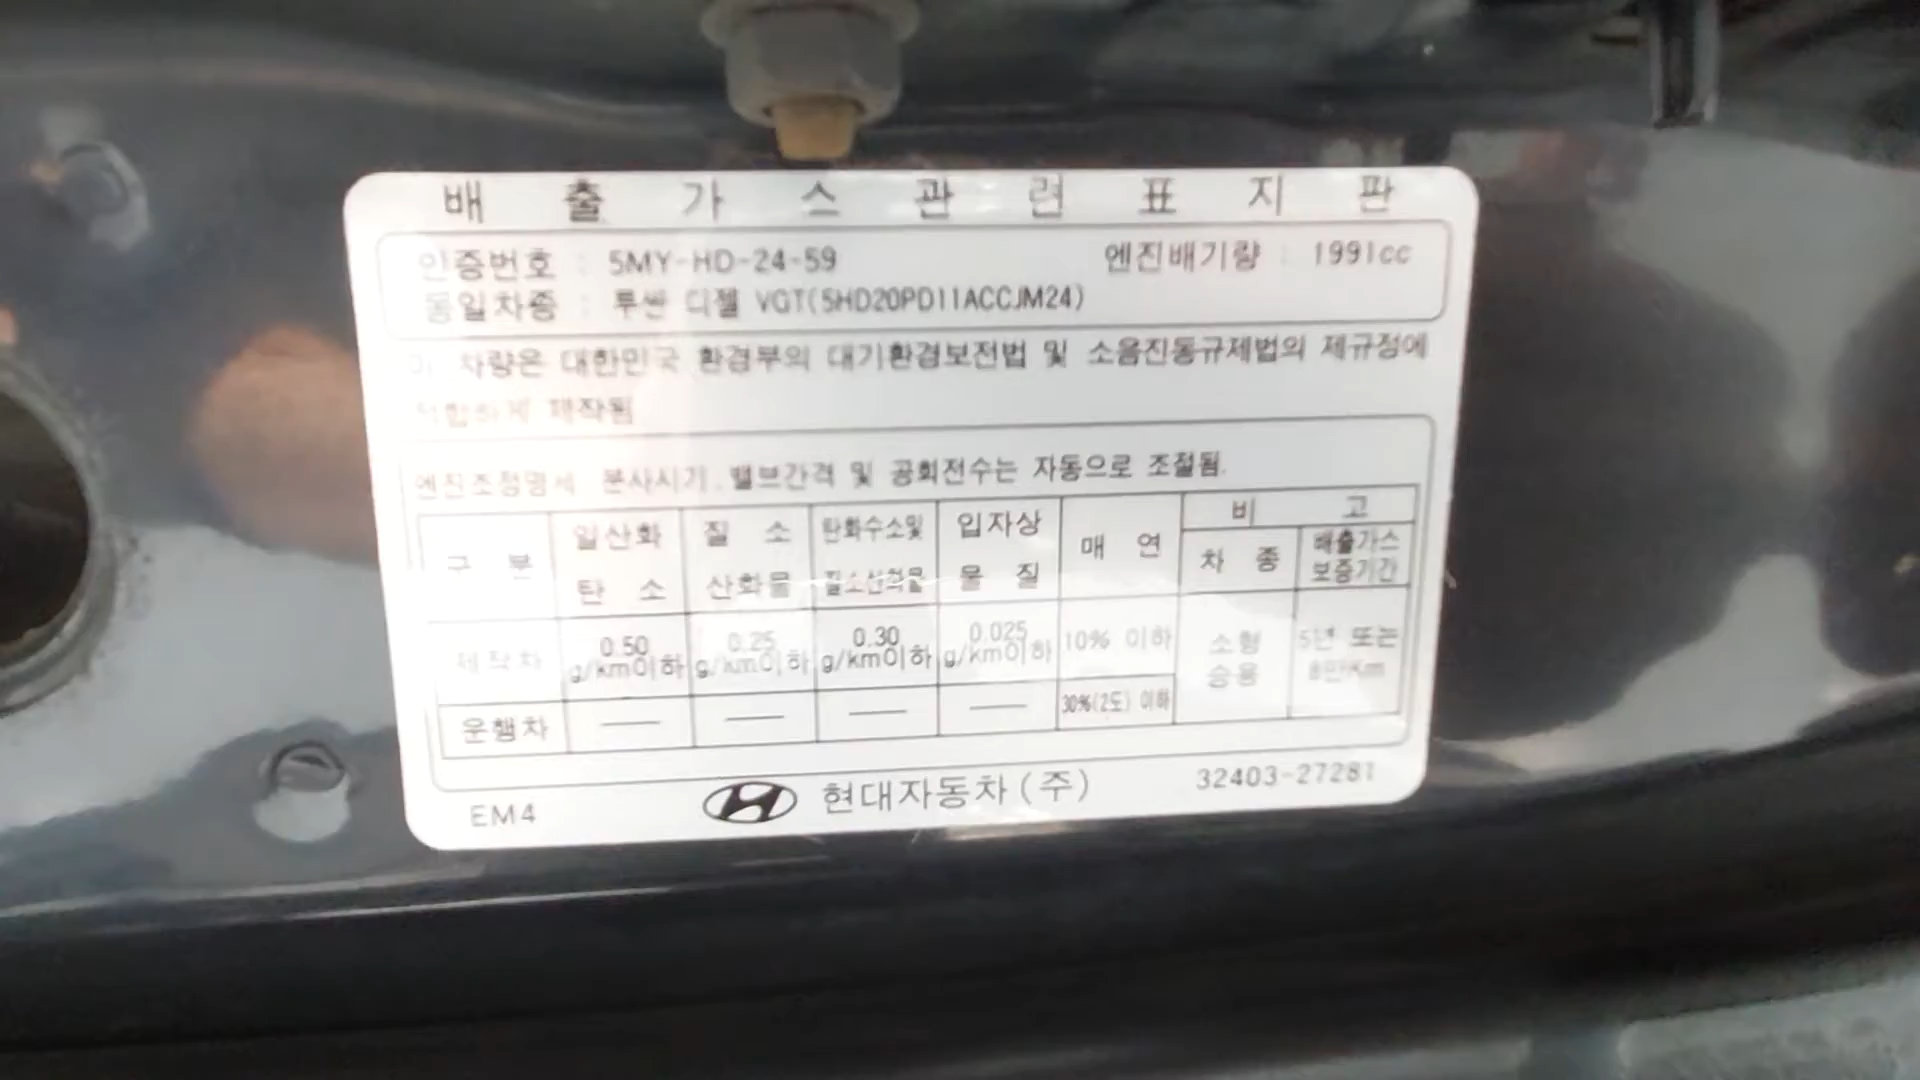 배출가스관련표지판
인증번호 : 5MY-HD-24-59 엔진배기량 : 1991cc
동일차종 : 투싼 디젤 VGT(5HD20PD11ACCJM24)
이 차량은 대한민국 환경부의 대기환경보전법 및 소음진동규제법의 제규정에
적합하게 제작됨
엔진조정명세 분사시기, 밸브간격 및 공회전수는 자동으로 조절됨.
구분 일산화탄소 질소산화물 탄화수소및질소산화물 입자상물질 매연 비고
차종 배출가스보증기간
제작차 0.50 g/km이하 0.25 g/km이하 0.30 g/km이하 0.025 g/km이하 10% 이하 소형승용 5년 또는 8만Km
운행차 — — — — 30%(2도) 이하
EM4 현대자동차(주) 32403-27281